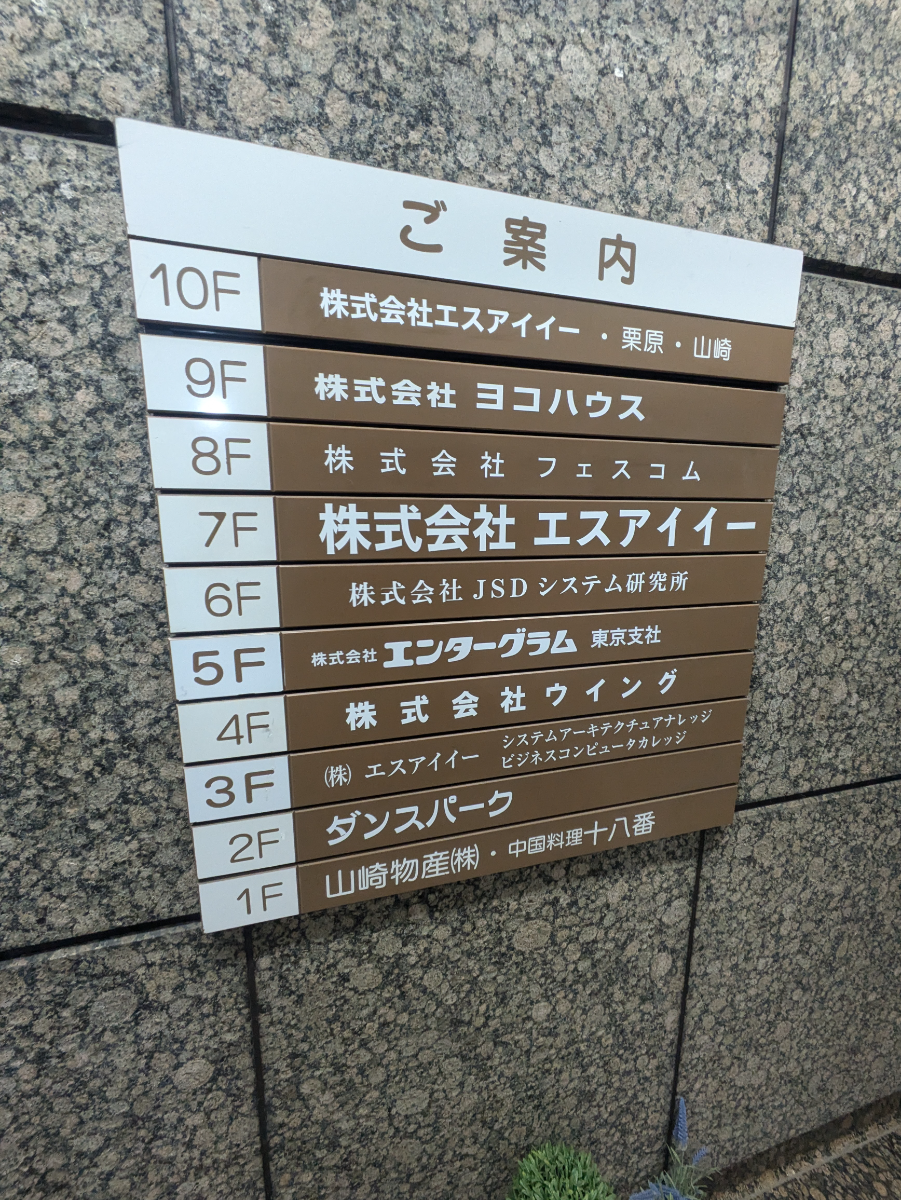 ご案内
10F 株式会社エスアイイー ・ 栗原 ・ 山崎
9F 株式会社 ヨコハウス
8F 株式会社 フェスコム
7F 株式会社 エスアイイー
6F 株式会社 JSD システム研究所
5F 株式会社 エンターグラム 東京支社
4F 株式会社ウイング
3F (株) エスアイイー システムアーキテクチュアナレッジ
ビジネスコンピュータカレッジ
2F ダンスパーク
1F 山崎物産(株) ・ 中国料理十八番